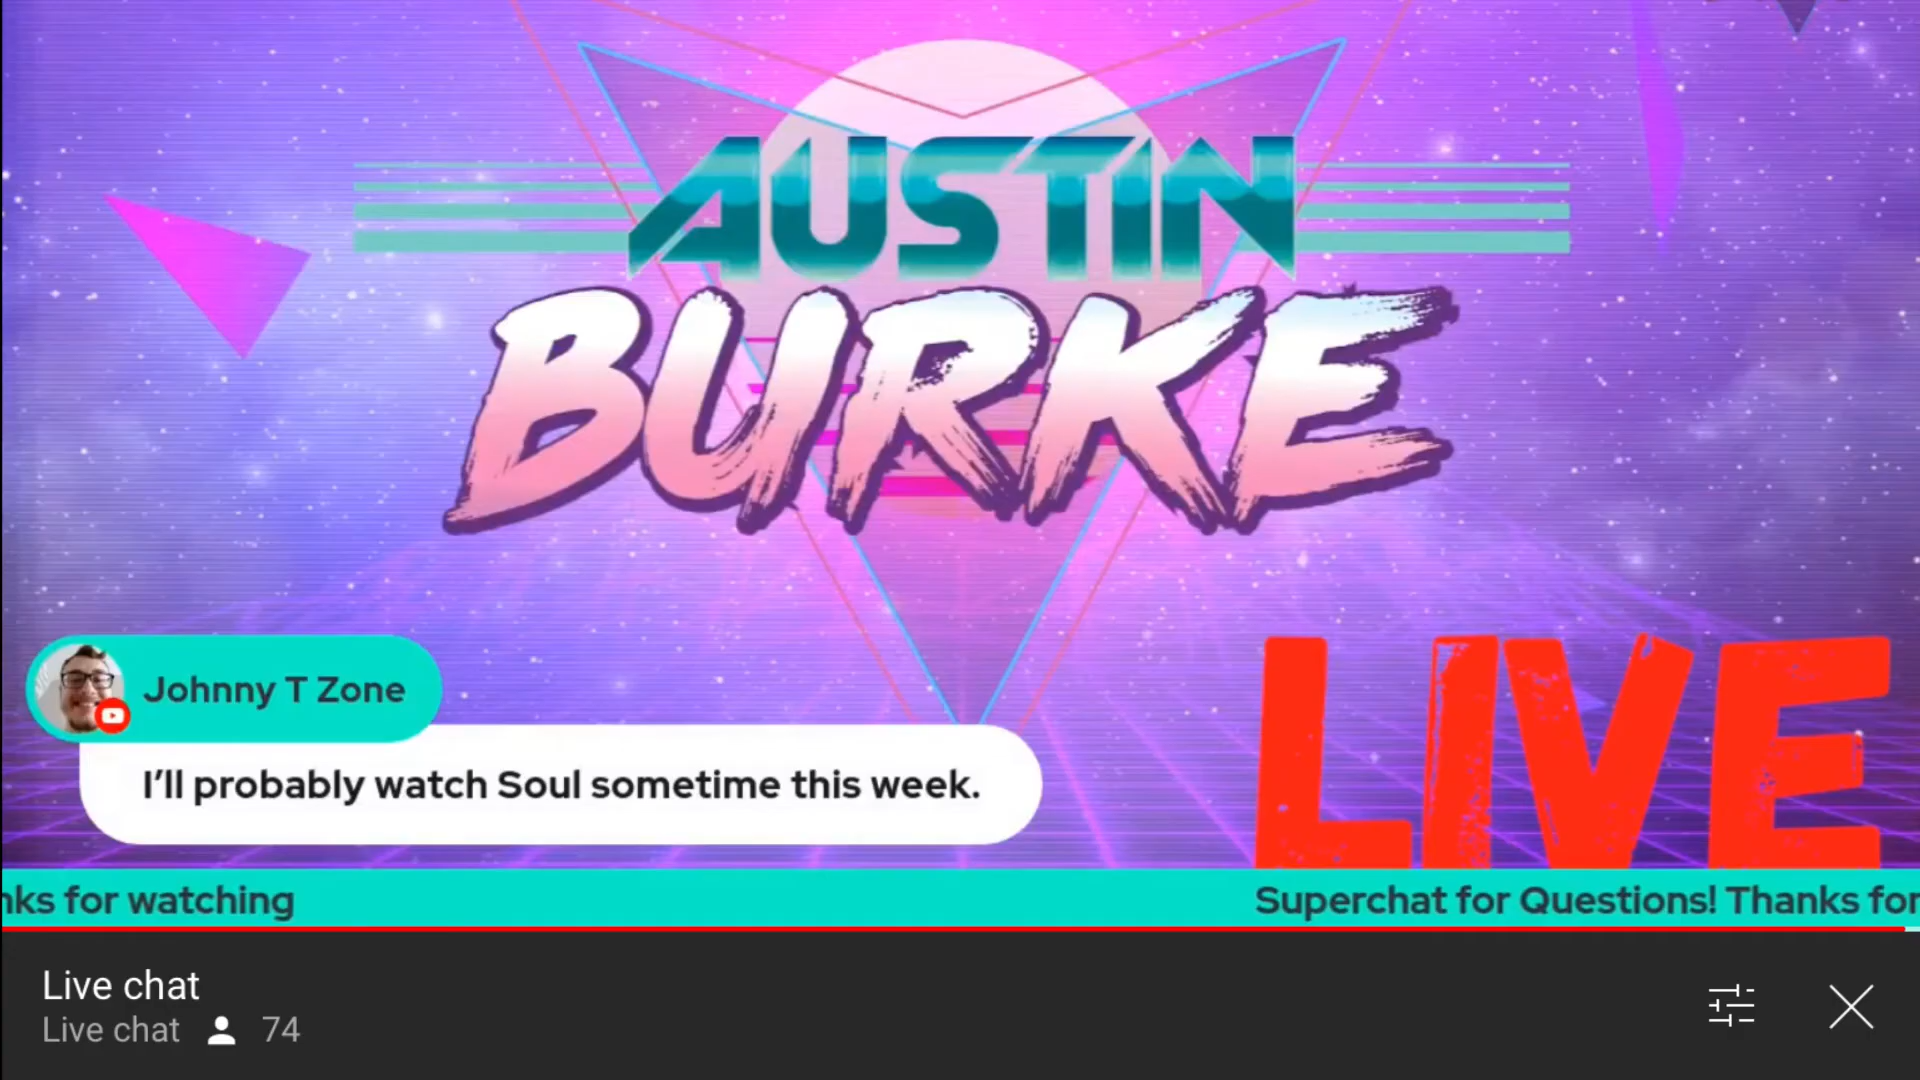 AUSTIN
BURKE
Johnny T Zone
I’ll probably watch Soul sometime this week.
LIVE
nks for watching
Superchat for Questions! Thanks for
Live chat
Live chat 74